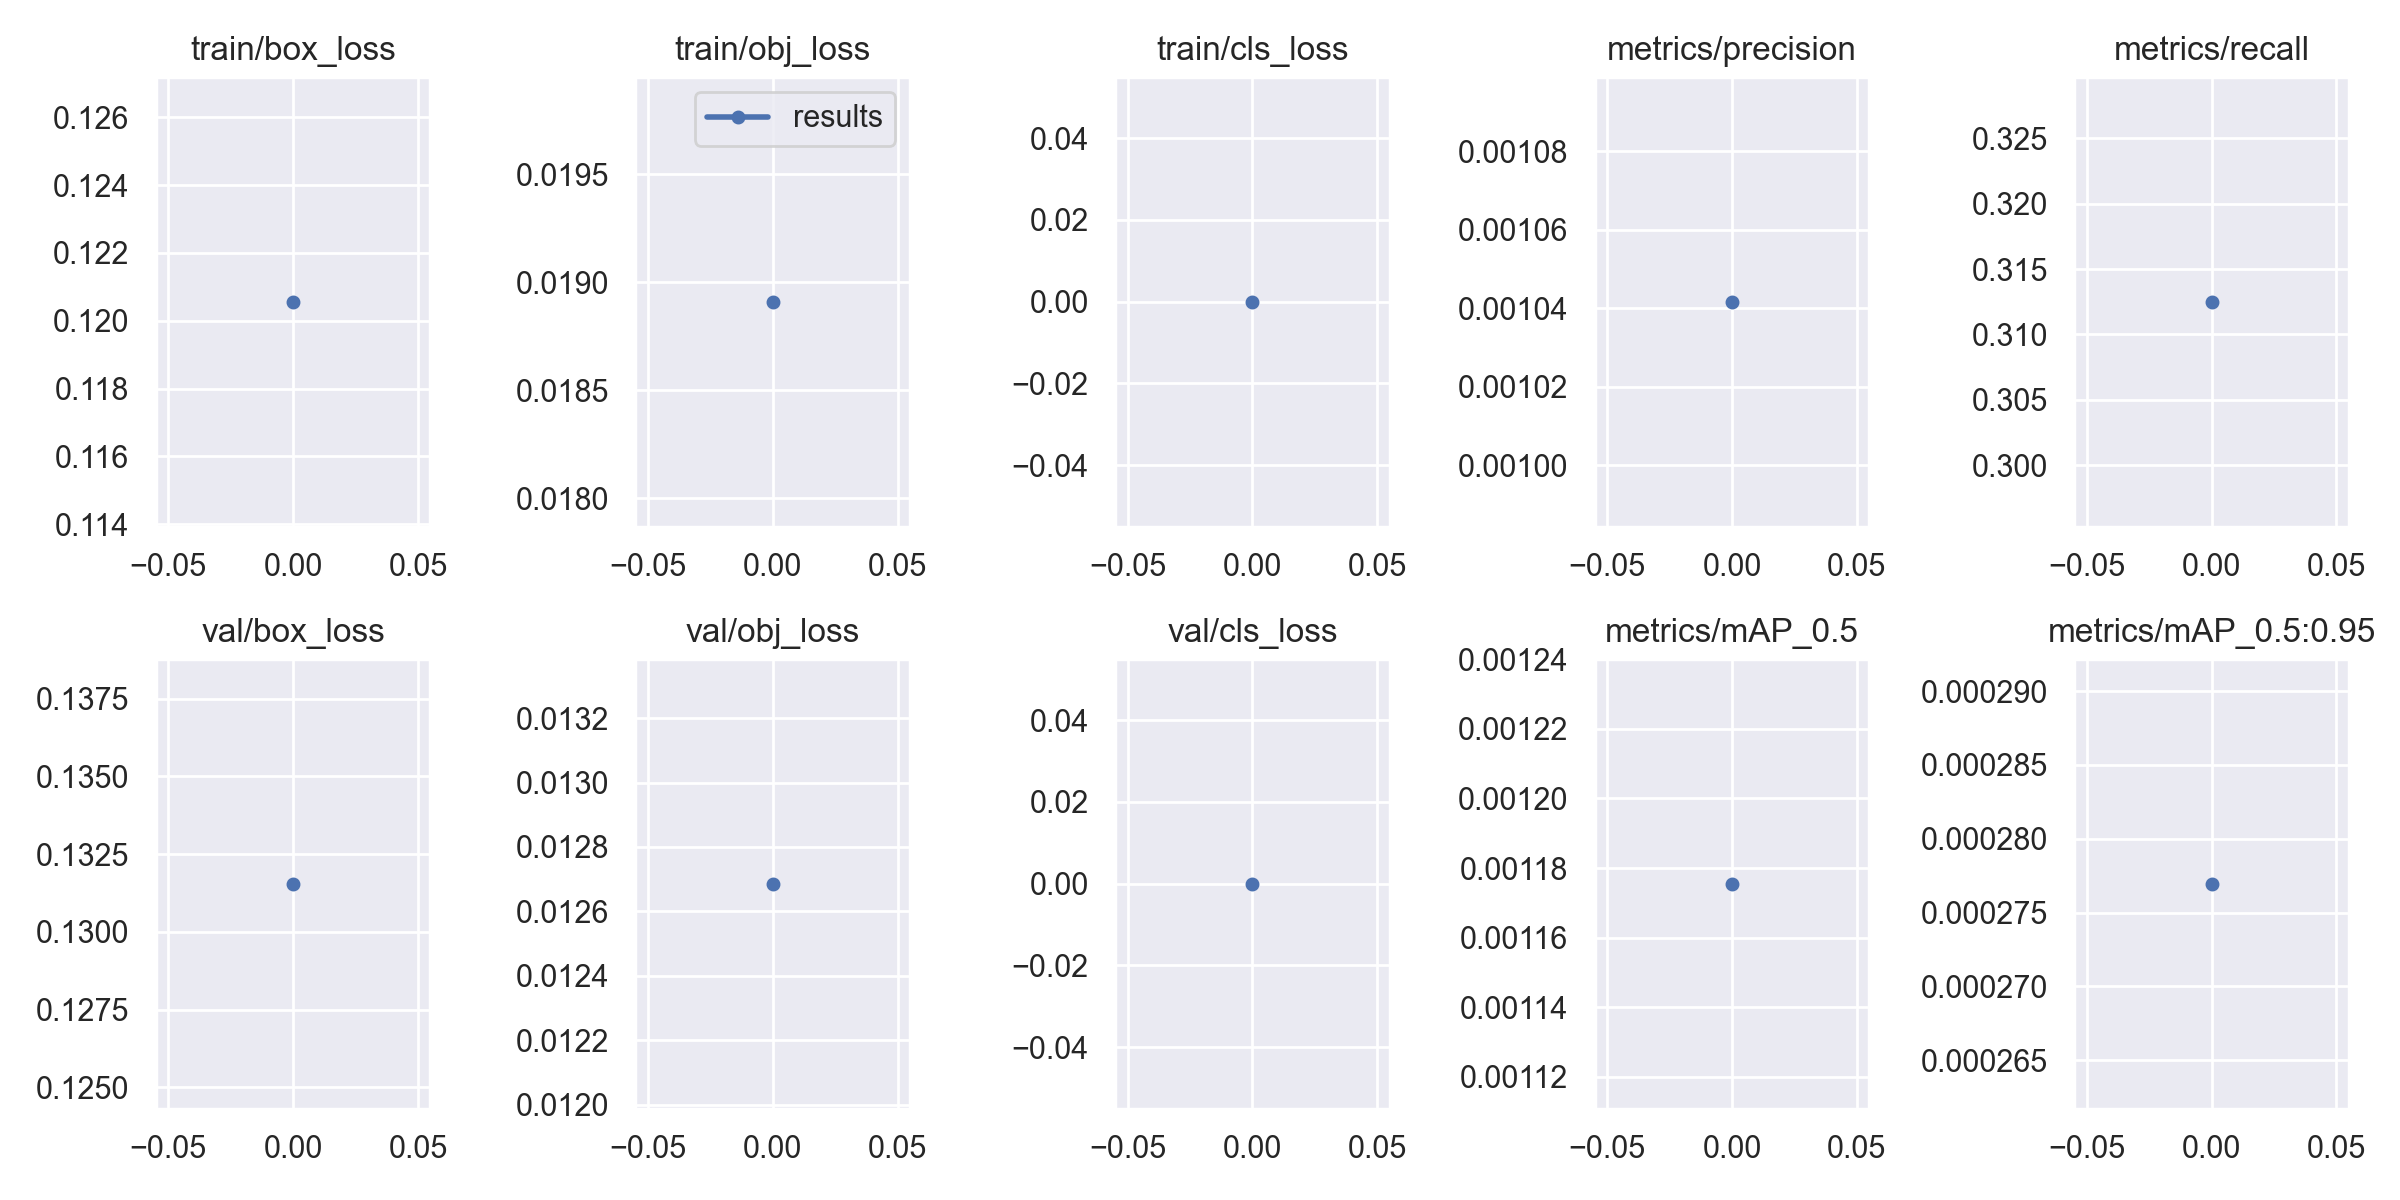 train/box_loss
0.126
0.124
0.122
0.120
0.118
0.116
0.114
−0.05 0.00 0.05
train/obj_loss
results
0.0195
0.0190
0.0185
0.0180
−0.05 0.00 0.05
train/cls_loss
0.04
0.02
0.00
−0.02
−0.04
−0.05 0.00 0.05
metrics/precision
0.00108
0.00106
0.00104
0.00102
0.00100
−0.05 0.00 0.05
metrics/recall
0.325
0.320
0.315
0.310
0.305
0.300
−0.05 0.00 0.05
val/box_loss
0.1375
0.1350
0.1325
0.1300
0.1275
0.1250
−0.05 0.00 0.05
val/obj_loss
0.0132
0.0130
0.0128
0.0126
0.0124
0.0122
0.0120
−0.05 0.00 0.05
val/cls_loss
0.04
0.02
0.00
−0.02
−0.04
−0.05 0.00 0.05
metrics/mAP_0.5
0.00124
0.00122
0.00120
0.00118
0.00116
0.00114
0.00112
−0.05 0.00 0.05
metrics/mAP_0.5:0.95
0.000290
0.000285
0.000280
0.000275
0.000270
0.000265
−0.05 0.00 0.05